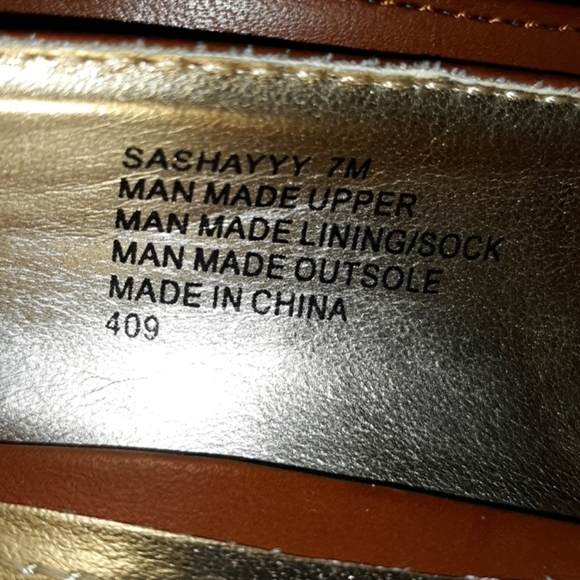 SASHAYYY 7M
MAN MADE UPPER
MAN MADE LINING/SOCK
MAN MADE OUTSOLE
MADE IN CHINA
409